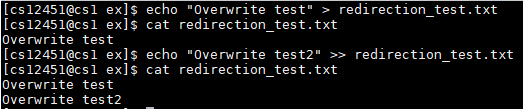 [cs12451@cs1 ex]$ echo "Overwrite test" > redirection_test.txt
[cs12451@cs1 ex]$ cat redirection_test.txt
Overwrite test
[cs12451@cs1 ex]$ echo "Overwrite test2" >> redirection_test.txt
[cs12451@cs1 ex]$ cat redirection_test.txt
Overwrite test
Overwrite test2